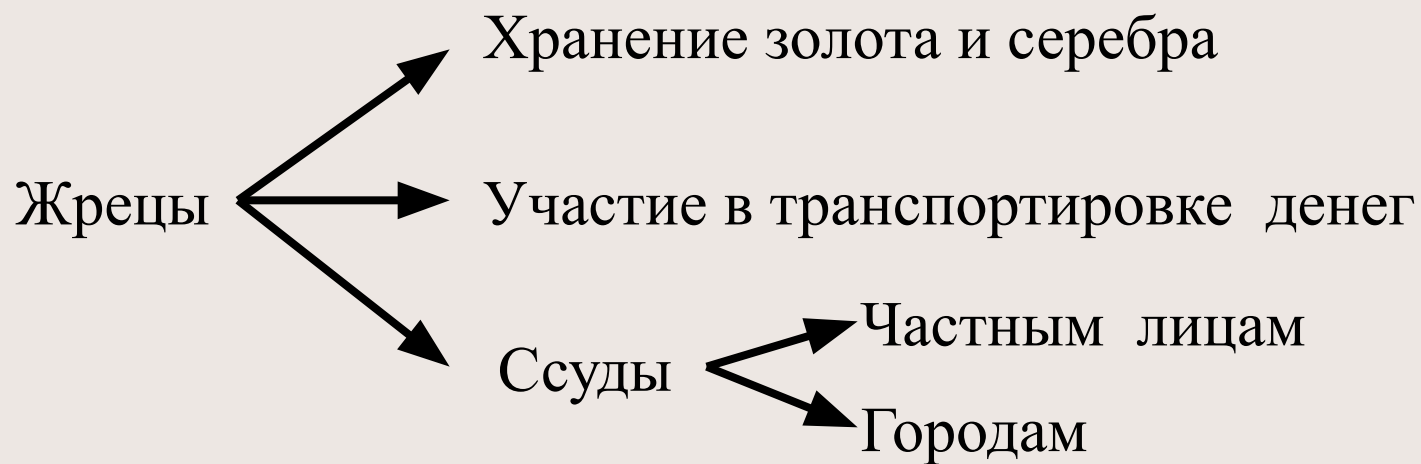 Хранение золота и серебра
Жрецы
Участие в транспортировке денег
Ссуды
Частным лицам
Городам